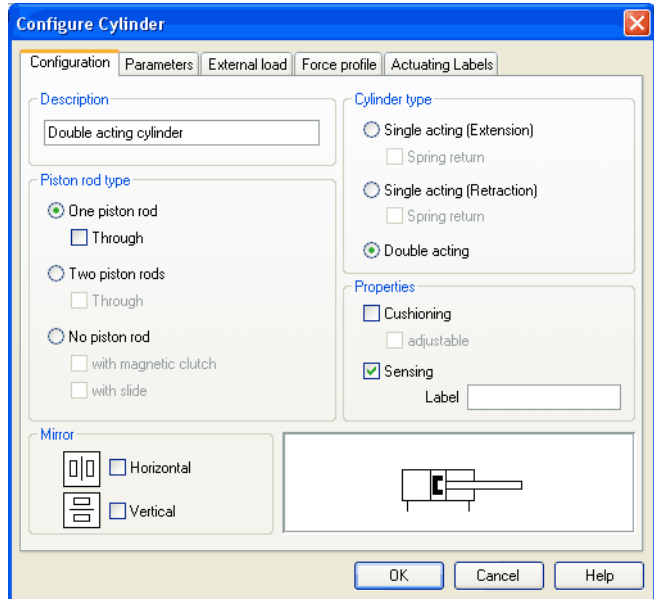 Configure Cylinder
Configuration Parameters External load Force profile Actuating Labels
Description
Double acting cylinder
Piston rod type
One piston rod
Through
Two piston rods
Through
No piston rod
with magnetic clutch
with slide
Cylinder type
Single acting (Extension)
Spring return
Single acting (Retraction)
Spring return
Double acting
Properties
Cushioning
adjustable
Sensing
Label
Mirror
Horizontal
Vertical
OK Cancel Help